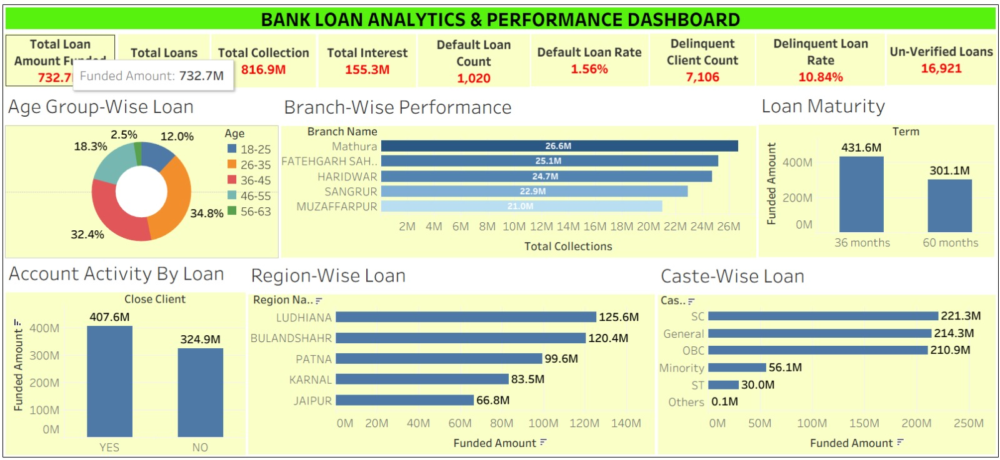 BANK LOAN ANALYTICS & PERFORMANCE DASHBOARD
Total Loan
Amount Funded
732.7
Funded Amount: 732.7M
Total Loans
Total Collection
816.9M
Total Interest
155.3M
Default Loan
Count
1,020
Default Loan Rate
1.56%
Delinquent
Client Count
7,106
Delinquent Loan
Rate
10.84%
Un-Verified Loans
16,921
Age Group-Wise Loan
2.5%
12.0%
18.3%
34.8%
32.4%
Age
18-25
26-35
36-45
46-55
56-63
Branch-Wise Performance
Branch Name
Mathura 26.6M
FATEHGARH SAH.. 25.1M
HARIDWAR 24.7M
SANGRUR 22.9M
MUZAFFARPUR 21.0M
2M 4M 6M 8M 10M 12M 14M 16M 18M 20M 22M 24M 26M
Total Collections
Loan Maturity
Term
Funded Amount
431.6M
301.1M
400M
200M
0M
36 months 60 months
Account Activity By Loan
Close Client
Funded Amount
407.6M
324.9M
400M
300M
200M
100M
0M
YES NO
Region-Wise Loan
Region Na..
LUDHIANA 125.6M
BULANDSHAHR 120.4M
PATNA 99.6M
KARNAL 83.5M
JAIPUR 66.8M
0M 20M 40M 60M 80M 100M 120M 140M
Funded Amount
Caste-Wise Loan
Cas..
SC 221.3M
General 214.3M
OBC 210.9M
Minority 56.1M
ST 30.0M
Others 0.1M
0M 50M 100M 150M 200M 250M
Funded Amount